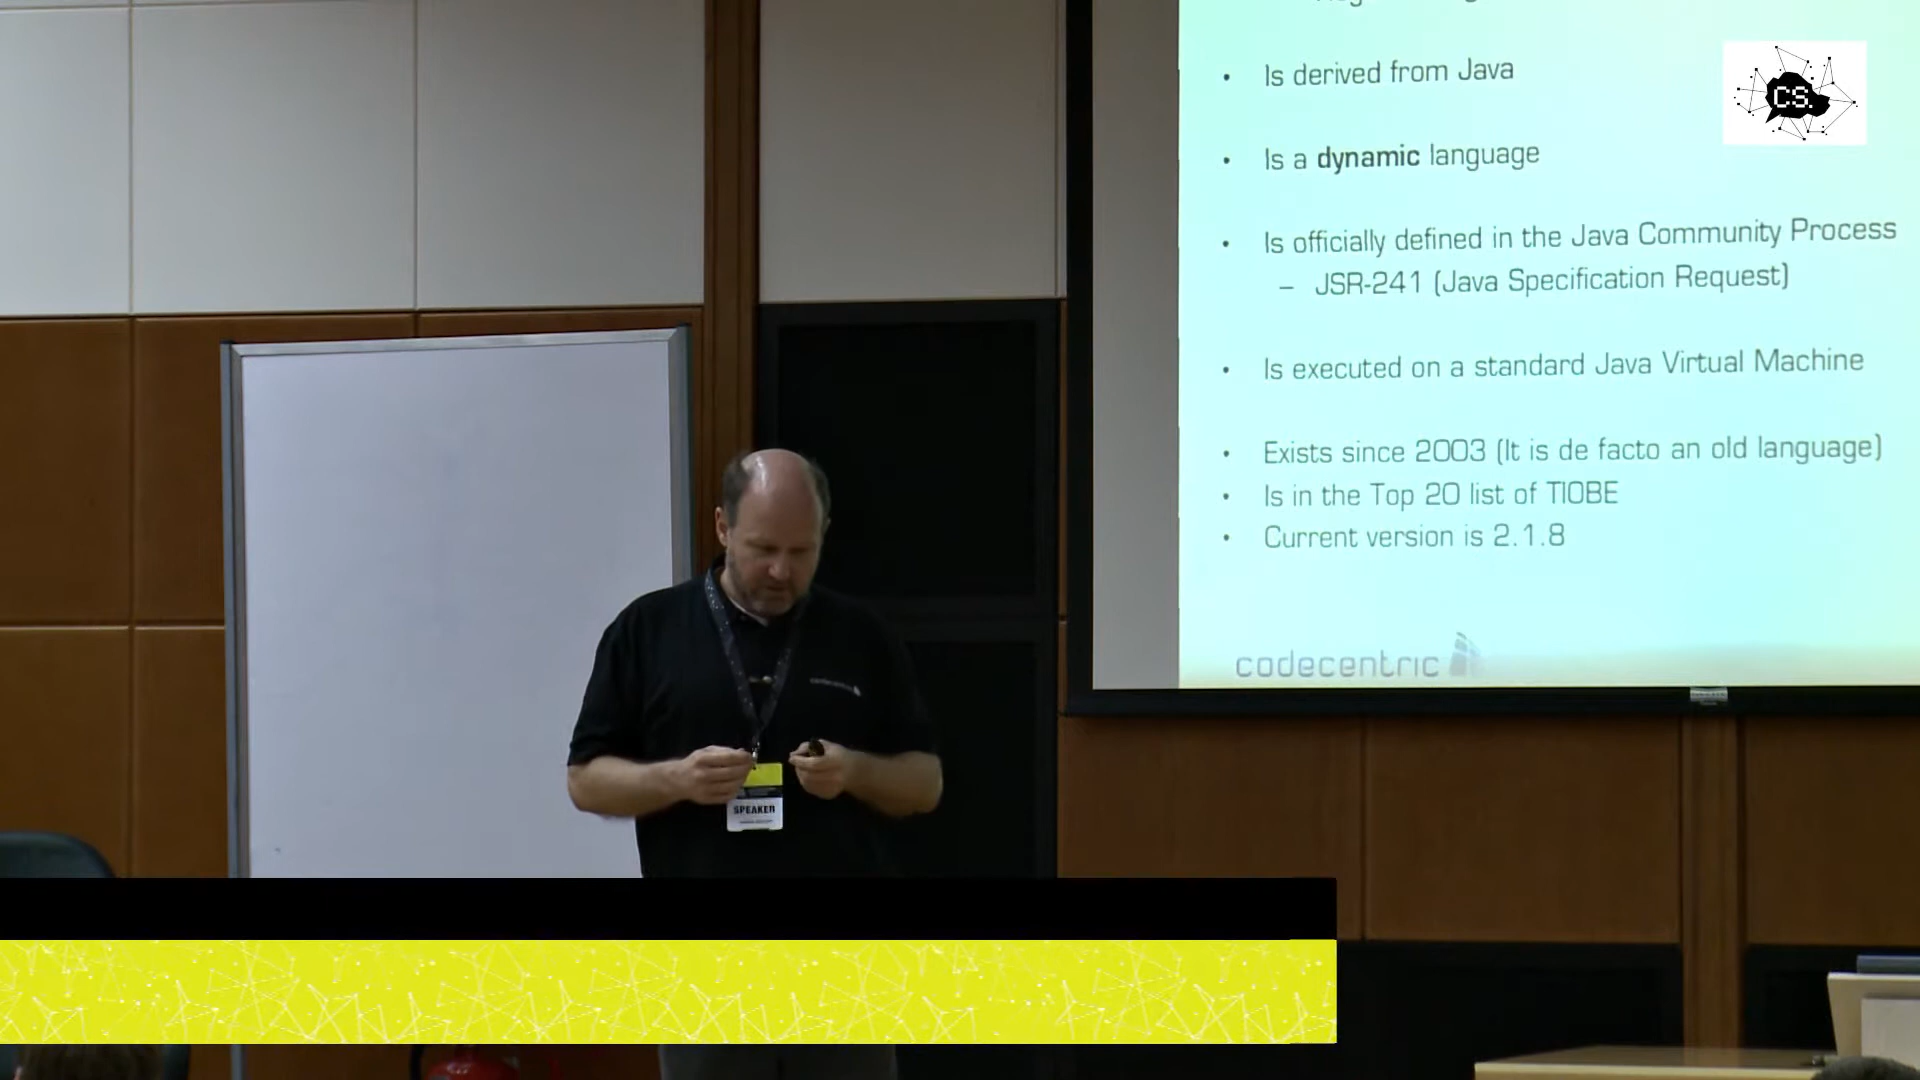 • Is derived from Java
CS.
• Is a dynamic language
• Is officially defined in the Java Community Process
– JSR-241 (Java Specification Request)
• Is executed on a standard Java Virtual Machine
• Exists since 2003 (It is de facto an old language)
• Is in the Top 20 list of TIOBE
• Current version is 2.1.8
codecentric
codecentric
SPEAKER